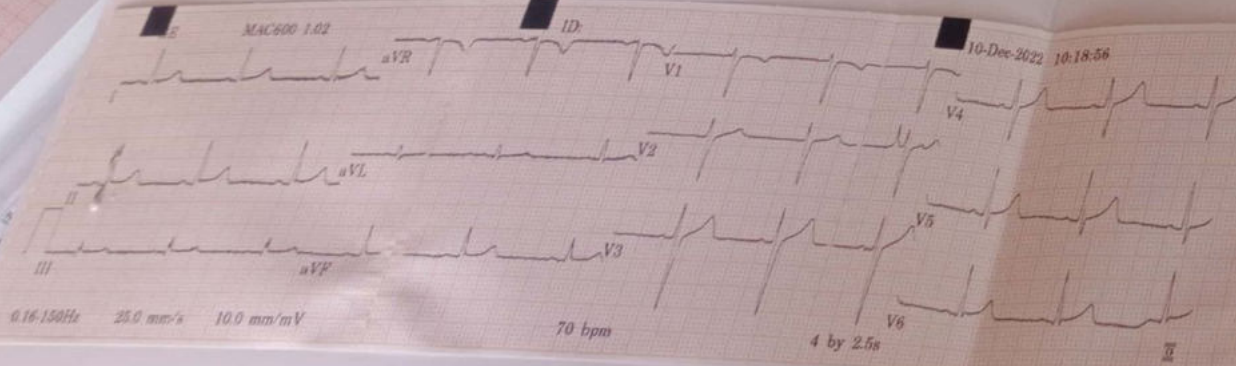 MAC600 1.02
ID:
10-Dec-2022 10:18:56
aVR
V1
V4
II
aVL
V2
V5
III
aVF
V3
V6
0.16-150Hz 25.0 mm/s 10.0 mm/mV
70 bpm
4 by 2.5s